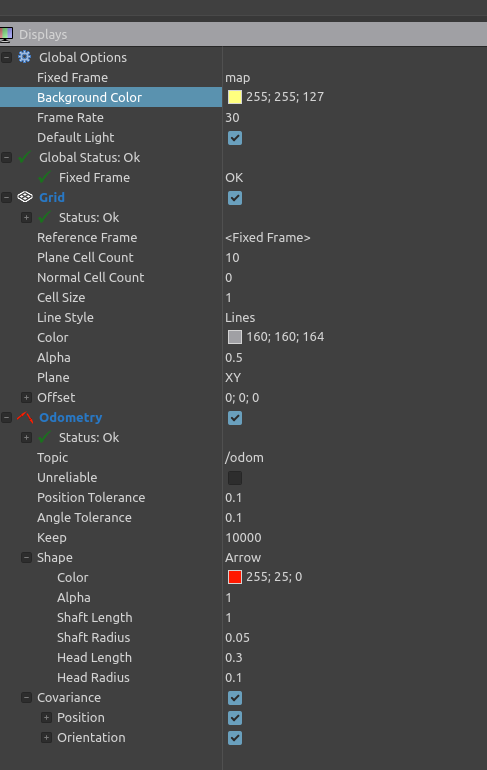 Displays
Global Options
Fixed Frame map
Background Color 255; 255; 127
Frame Rate 30
Default Light
Global Status: Ok
Fixed Frame OK
Grid
Status: Ok
Reference Frame <Fixed Frame>
Plane Cell Count 10
Normal Cell Count 0
Cell Size 1
Line Style Lines
Color 160; 160; 164
Alpha 0.5
Plane XY
Offset 0; 0; 0
Odometry
Status: Ok
Topic /odom
Unreliable
Position Tolerance 0.1
Angle Tolerance 0.1
Keep 10000
Shape Arrow
Color 255; 25; 0
Alpha 1
Shaft Length 1
Shaft Radius 0.05
Head Length 0.3
Head Radius 0.1
Covariance
Position
Orientation